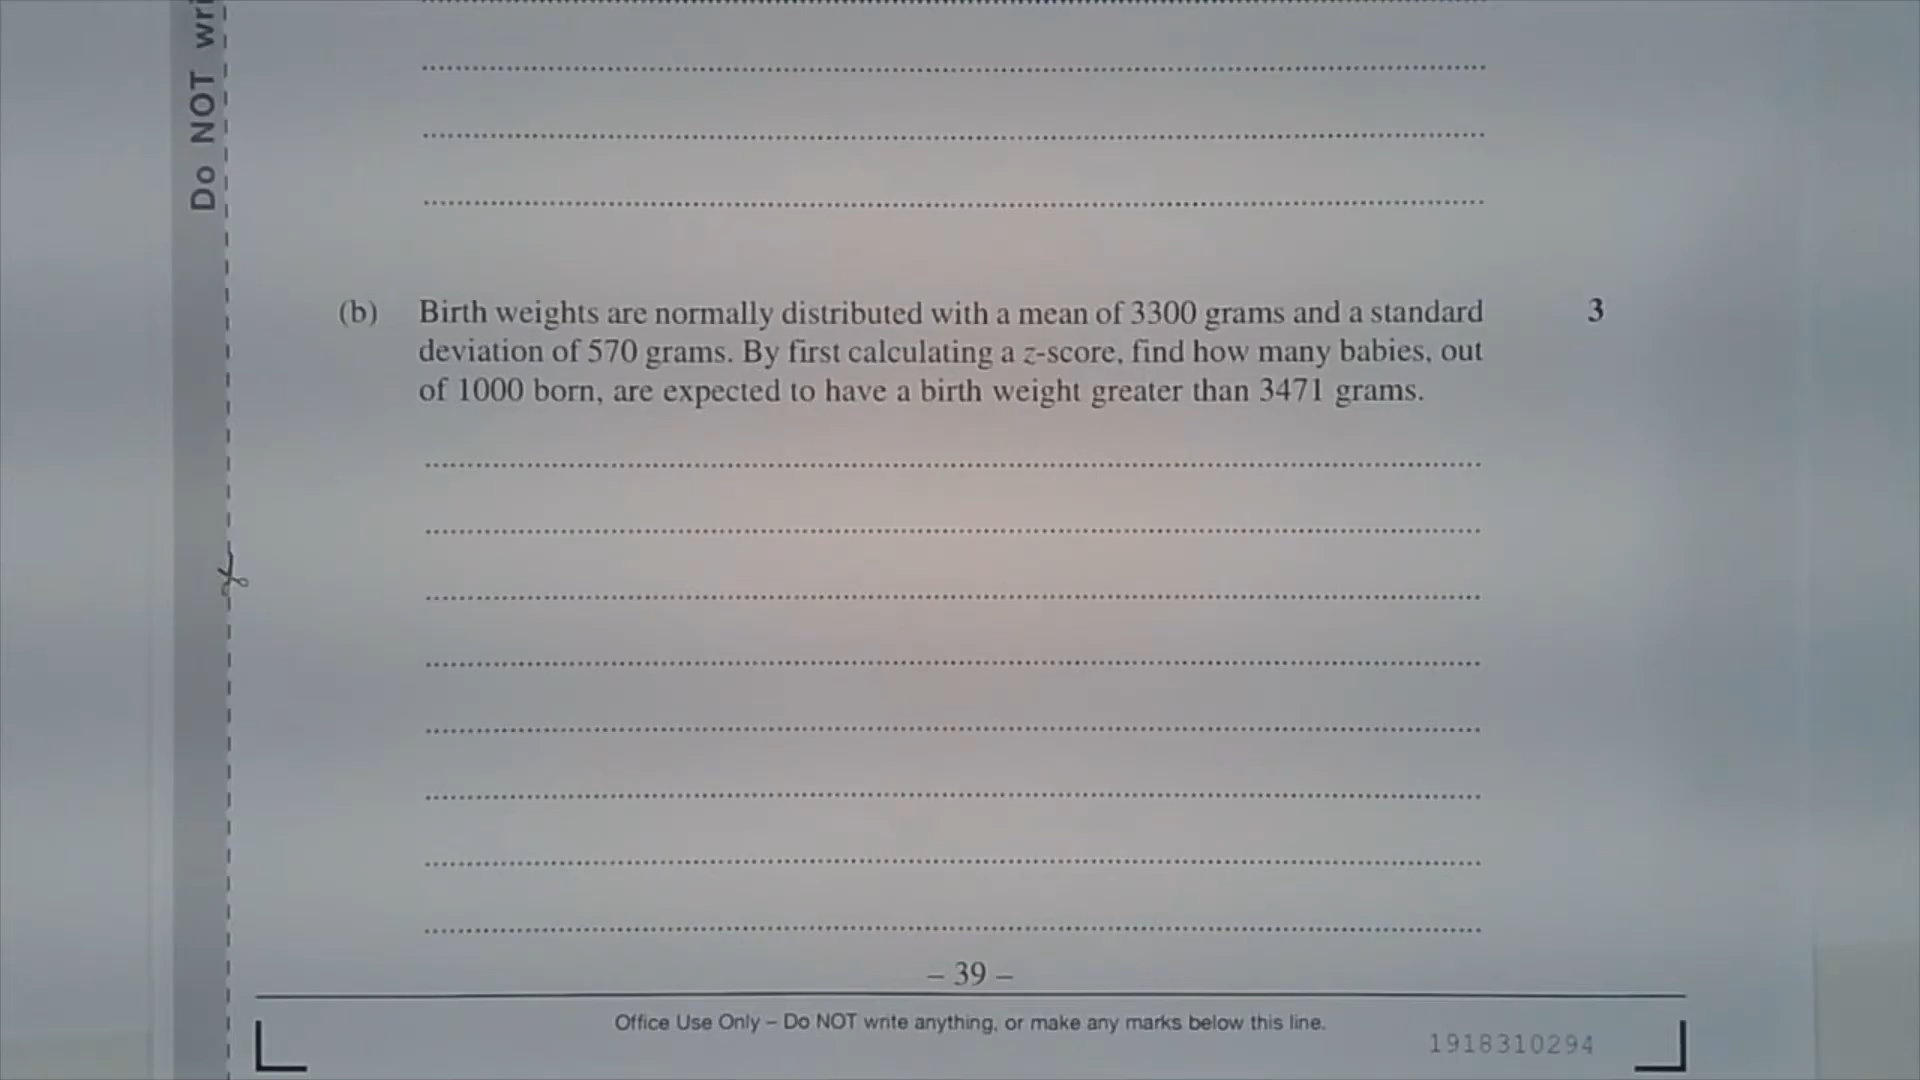 Do NOT wri
(b) Birth weights are normally distributed with a mean of 3300 grams and a standard 3
deviation of 570 grams. By first calculating a z-score, find how many babies, out
of 1000 born, are expected to have a birth weight greater than 3471 grams.
– 39 –
Office Use Only – Do NOT write anything, or make any marks below this line.
1918310294